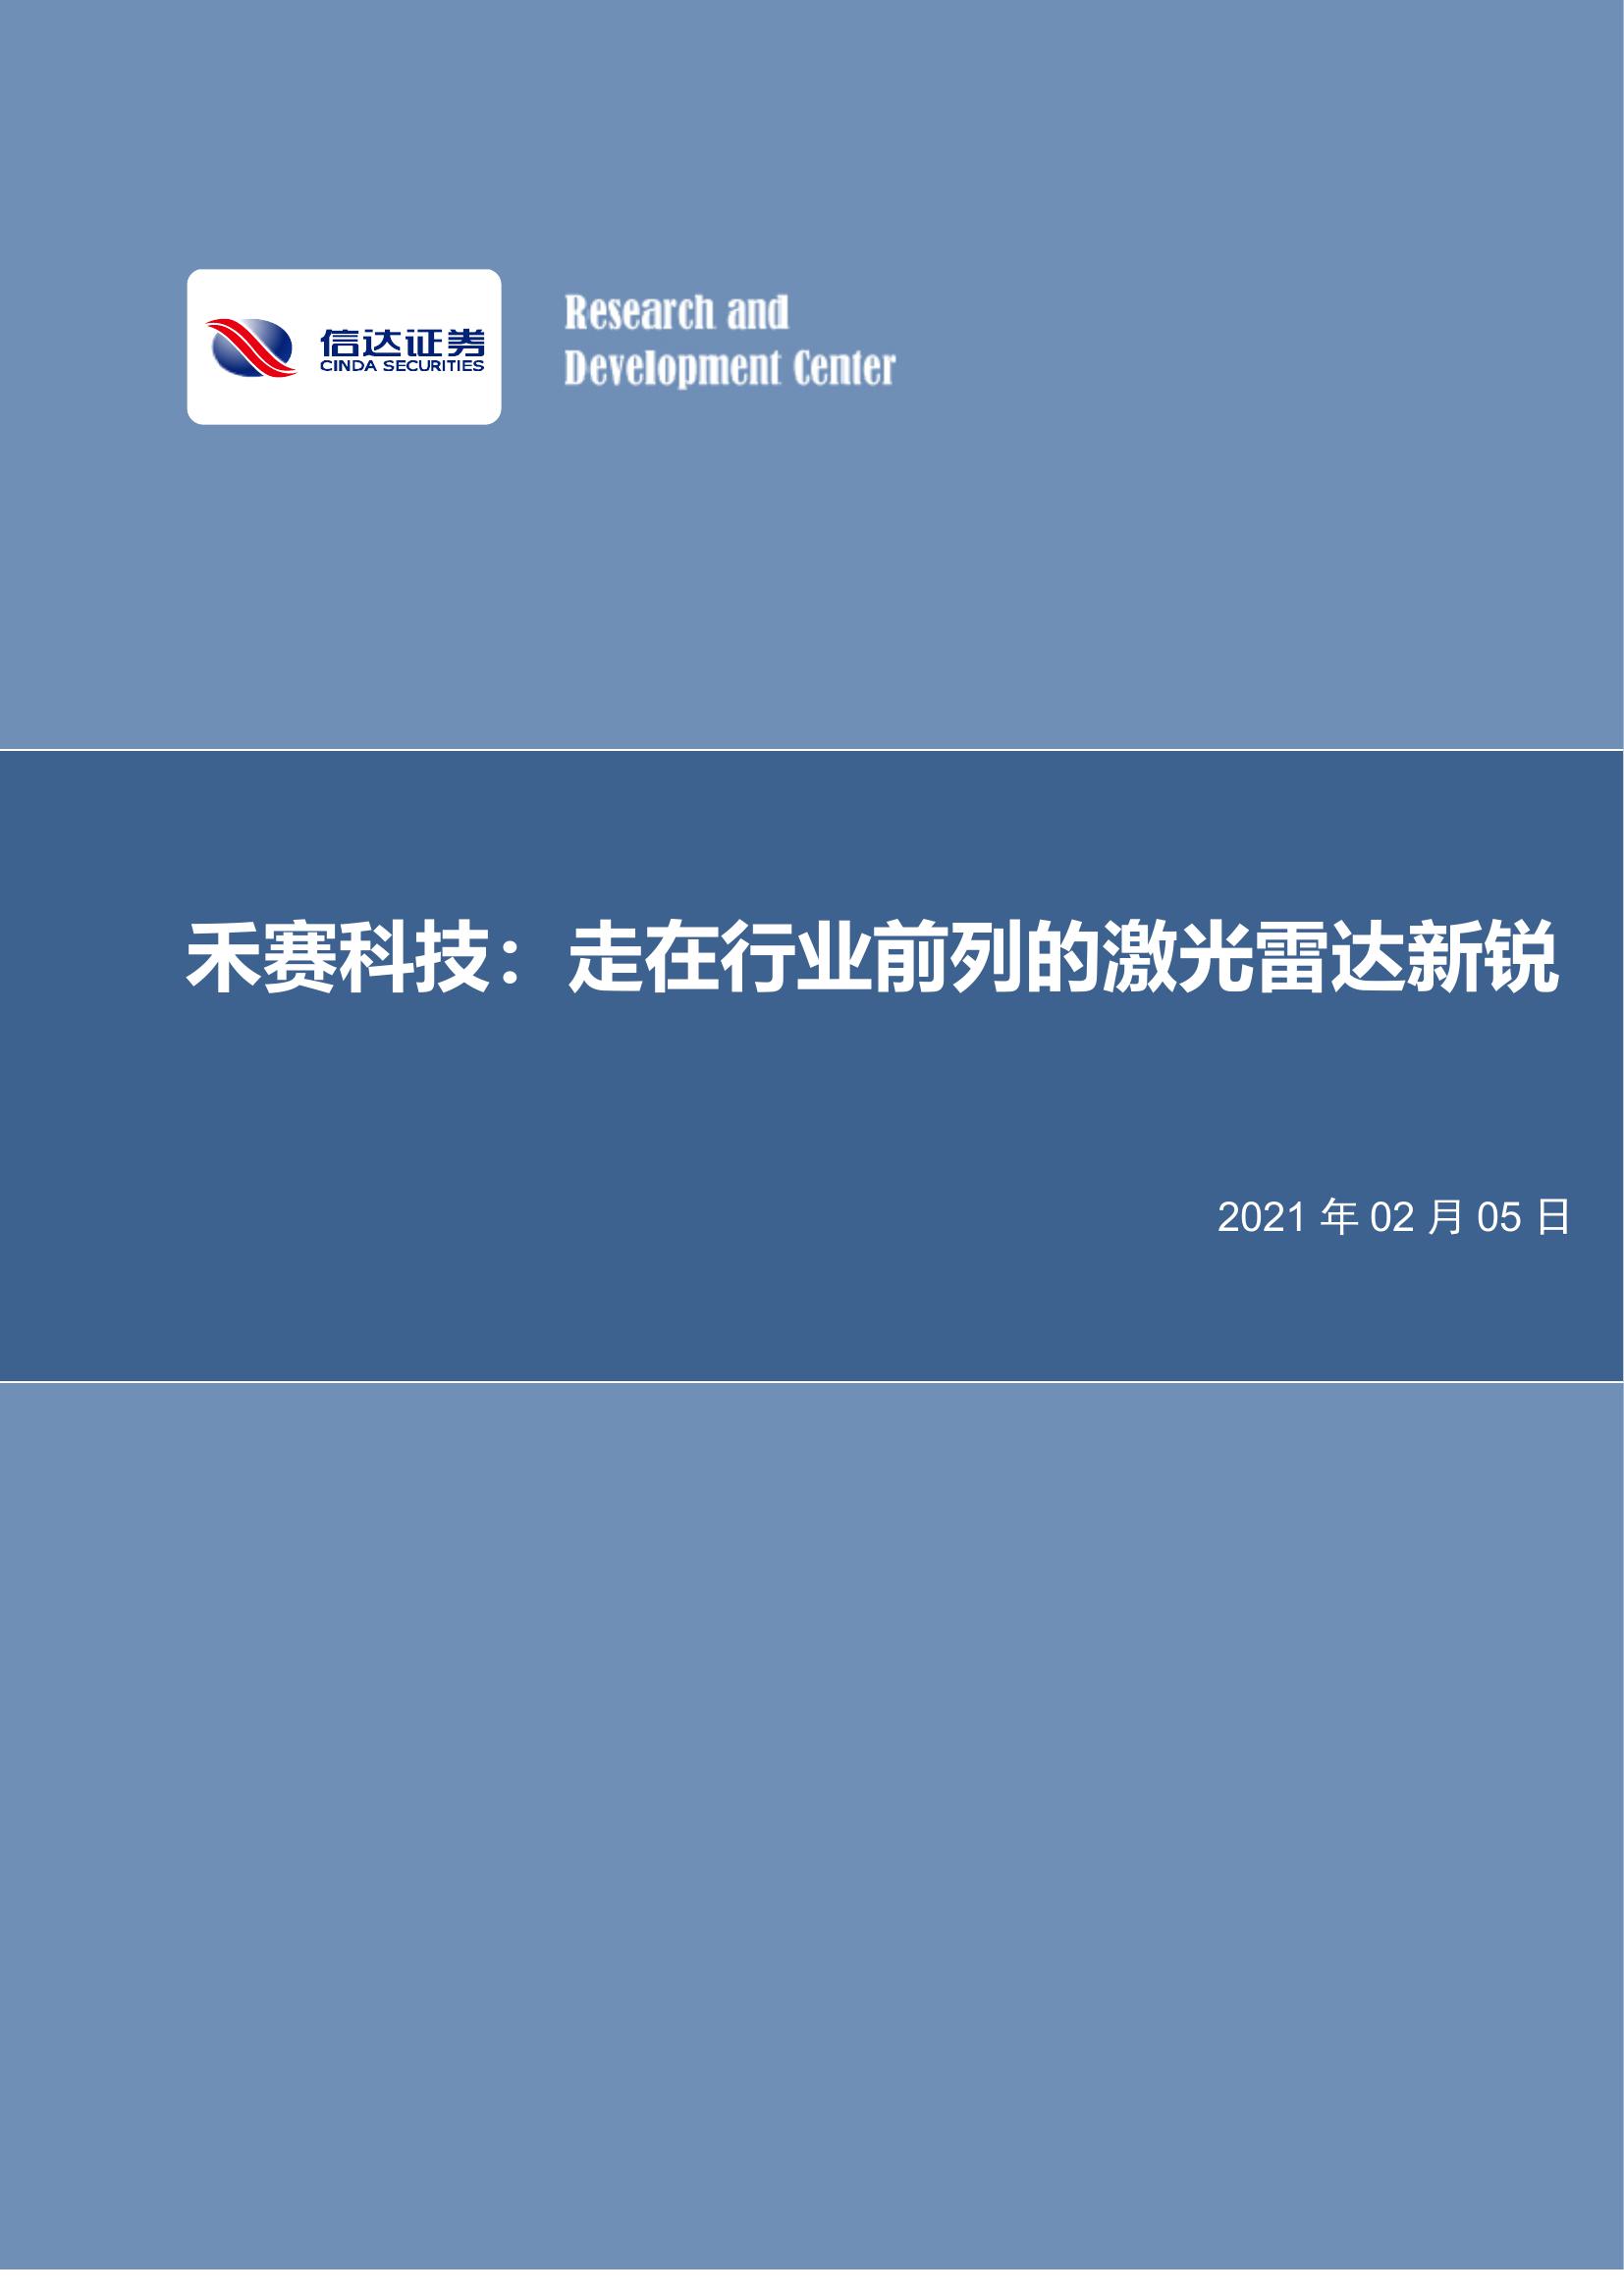 信达证券
CINDA SECURITIES
Research and
Development Center
禾赛科技：走在行业前列的激光雷达新锐
2021 年 02 月 05 日